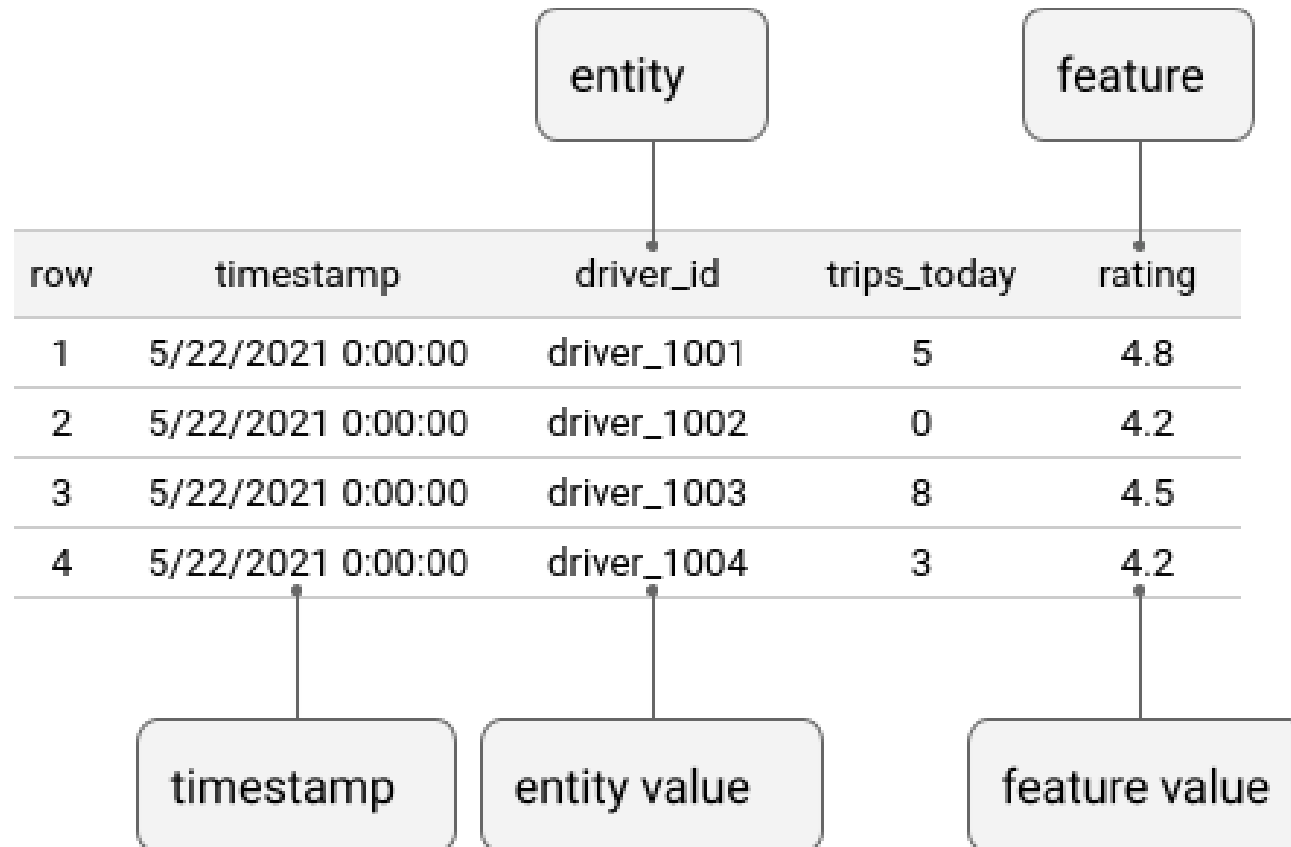 entity feature
row timestamp driver_id trips_today rating
1 5/22/2021 0:00:00 driver_1001 5 4.8
2 5/22/2021 0:00:00 driver_1002 0 4.2
3 5/22/2021 0:00:00 driver_1003 8 4.5
4 5/22/2021 0:00:00 driver_1004 3 4.2
timestamp entity value feature value